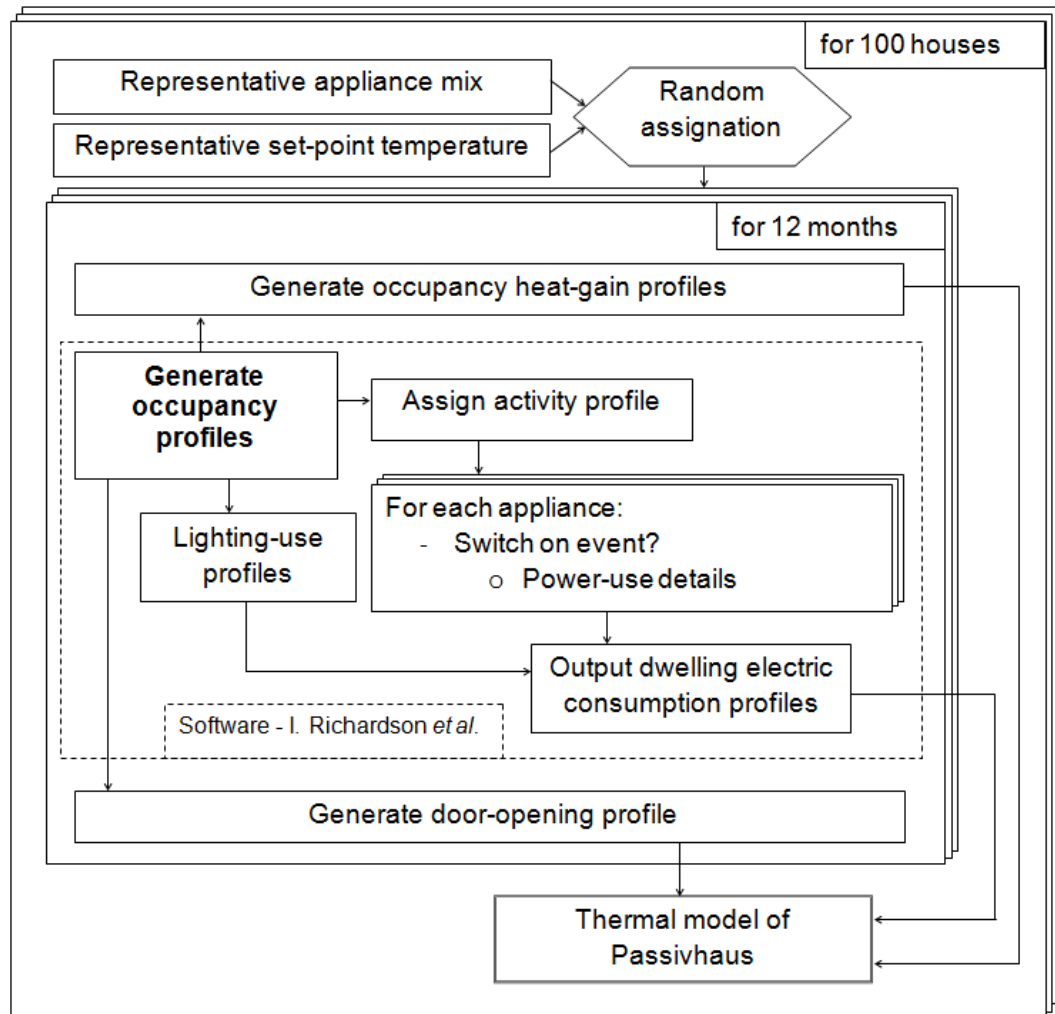 for 100 houses
Representative appliance mix
Random
assignation
Representative set-point temperature
for 12 months
Generate occupancy heat-gain profiles
Generate
occupancy
profiles
Assign activity profile
For each appliance:
- Switch on event?
o Power-use details
Lighting-use
profiles
Output dwelling electric
consumption profiles
Software - I. Richardson et al.
Generate door-opening profile
Thermal model of
Passivhaus